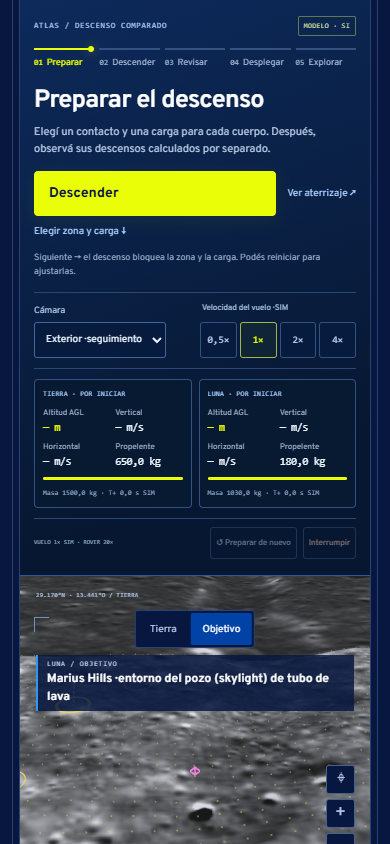 ATLAS / DESCENSO COMPARADO
MODELO · SI
01 Preparar
02 Descender
03 Revisar
04 Desplegar
05 Explorar
Preparar el descenso
Elegí un contacto y una carga para cada cuerpo. Después,
observá sus descensos calculados por separado.
Descender
Ver aterrizaje ↗
Elegir zona y carga ↓
Siguiente → el descenso bloquea la zona y la carga. Podés reiniciar para
ajustarlas.
Cámara
Velocidad del vuelo ·SIM
Exterior ·seguimiento
0,5×
1×
2×
4×
TIERRA · POR INICIAR
Altitud AGL
Vertical
— m
— m/s
Horizontal
Propelente
— m/s
650,0 kg
Masa 1500,0 kg · T+ 0,0 s SIM
LUNA · POR INICIAR
Altitud AGL
Vertical
— m
— m/s
Horizontal
Propelente
— m/s
180,0 kg
Masa 1030,0 kg · T+ 0,0 s SIM
VUELO 1× SIM · ROVER 20×
↺ Preparar de nuevo
Interrumpir
29.170°N · 13.441°O / TIERRA
Tierra
Objetivo
LUNA / OBJETIVO
Marius Hills ·entorno del pozo (skylight) de tubo de
lava
+